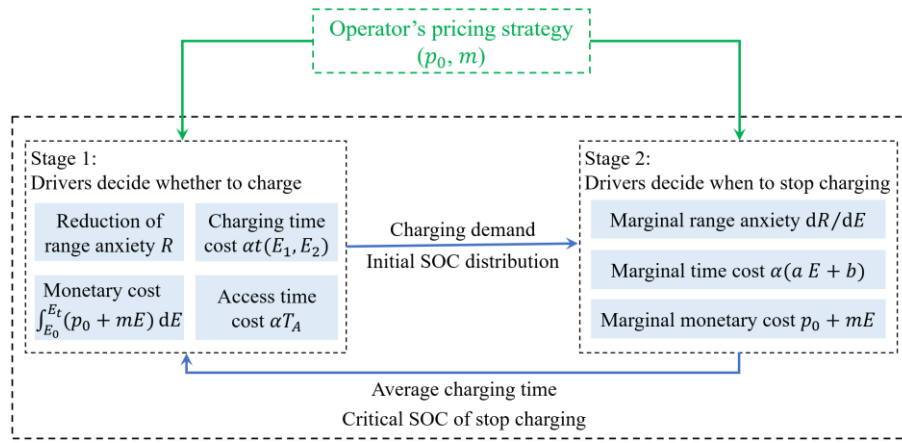 Operator's pricing strategy
(p₀, m)
Stage 1:
Drivers decide whether to charge
Reduction of
range anxiety R
Charging time
cost αt(E₁, E₂)
Monetary cost
∫_{E₀}^{E_t}(p₀ + mE) dE
Access time
cost αT_A
Charging demand
Initial SOC distribution
Stage 2:
Drivers decide when to stop charging
Marginal range anxiety dR/dE
Marginal time cost α(a E + b)
Marginal monetary cost p₀ + mE
Average charging time
Critical SOC of stop charging